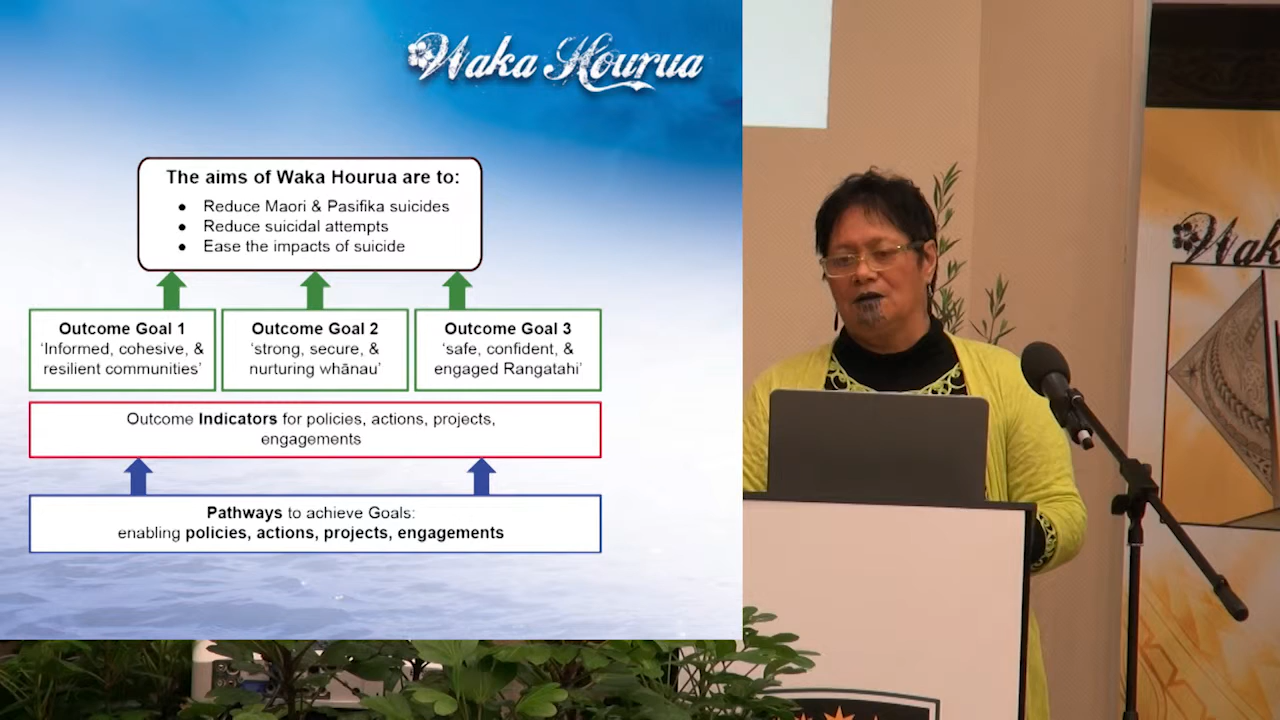 Waka Hourua
The aims of Waka Hourua are to:
● Reduce Maori & Pasifika suicides
● Reduce suicidal attempts
● Ease the impacts of suicide
Outcome Goal 1
‘Informed, cohesive, &
resilient communities’
Outcome Goal 2
‘strong, secure, &
nurturing whānau’
Outcome Goal 3
‘safe, confident, &
engaged Rangatahi’
Outcome Indicators for policies, actions, projects,
engagements
Pathways to achieve Goals:
enabling policies, actions, projects, engagements
Wak